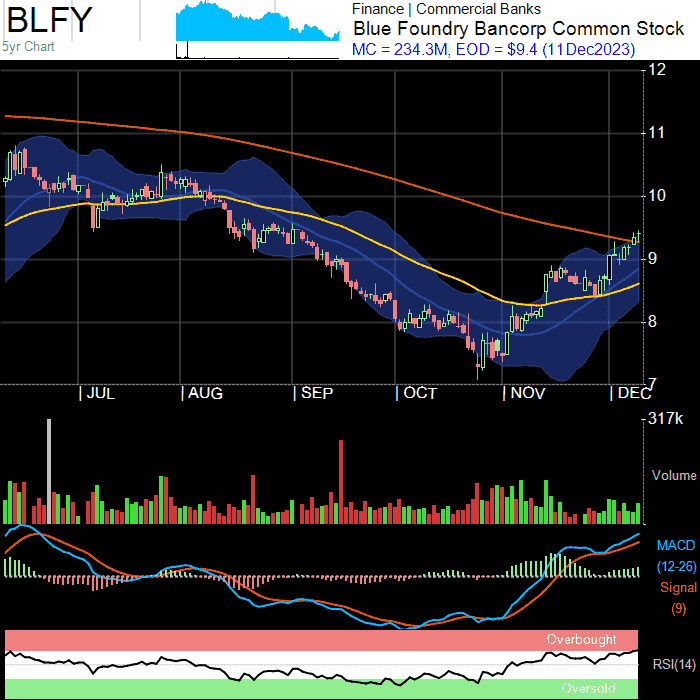 BLFY
5yr Chart
Finance | Commercial Banks
Blue Foundry Bancorp Common Stock
MC = 234.3M, EOD = $9.4 (11Dec2023)
12
11
10
9
8
7
| JUL | AUG | SEP | OCT | NOV | DEC
317k
Volume
MACD
(12-26)
Signal
(9)
Overbought
RSI(14)
Oversold